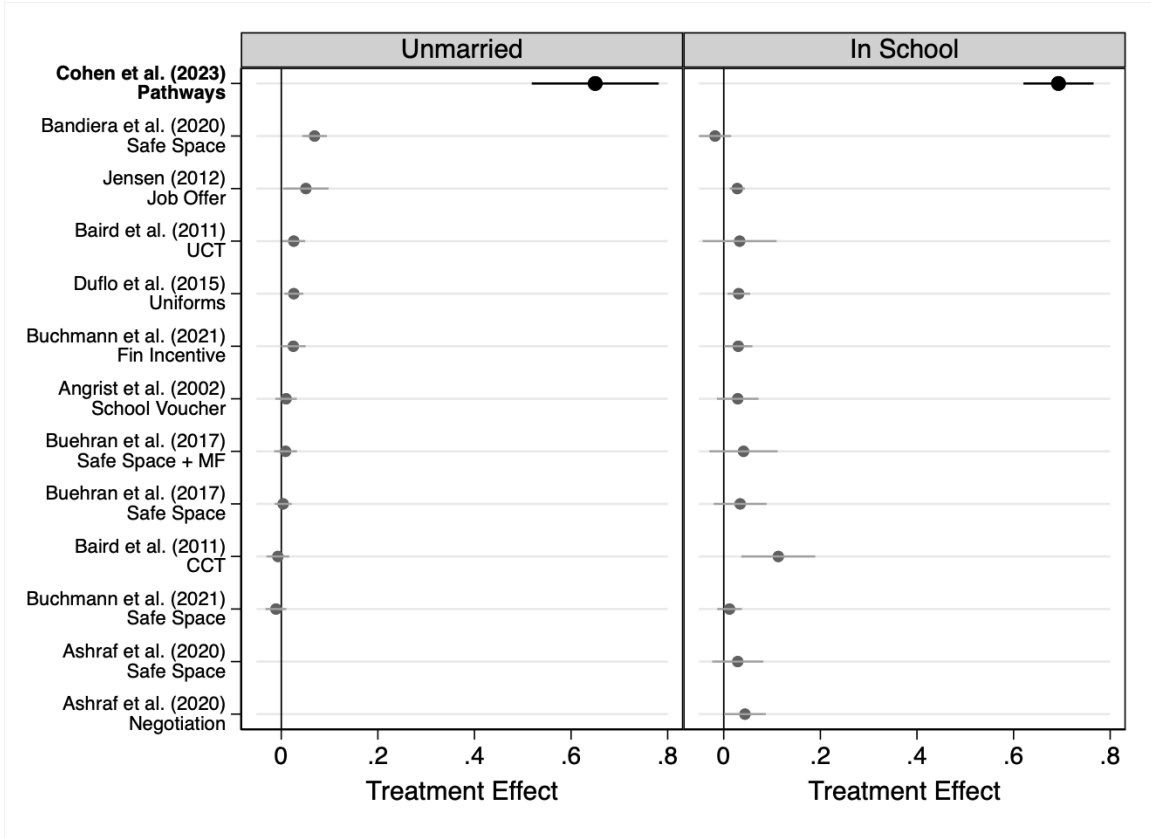 Unmarried
In School
Cohen et al. (2023)
Pathways
Bandiera et al. (2020)
Safe Space
Jensen (2012)
Job Offer
Baird et al. (2011)
UCT
Duflo et al. (2015)
Uniforms
Buchmann et al. (2021)
Fin Incentive
Angrist et al. (2002)
School Voucher
Buehran et al. (2017)
Safe Space + MF
Buehran et al. (2017)
Safe Space
Baird et al. (2011)
CCT
Buchmann et al. (2021)
Safe Space
Ashraf et al. (2020)
Safe Space
Ashraf et al. (2020)
Negotiation
0 .2 .4 .6 .8
0 .2 .4 .6 .8
Treatment Effect
Treatment Effect